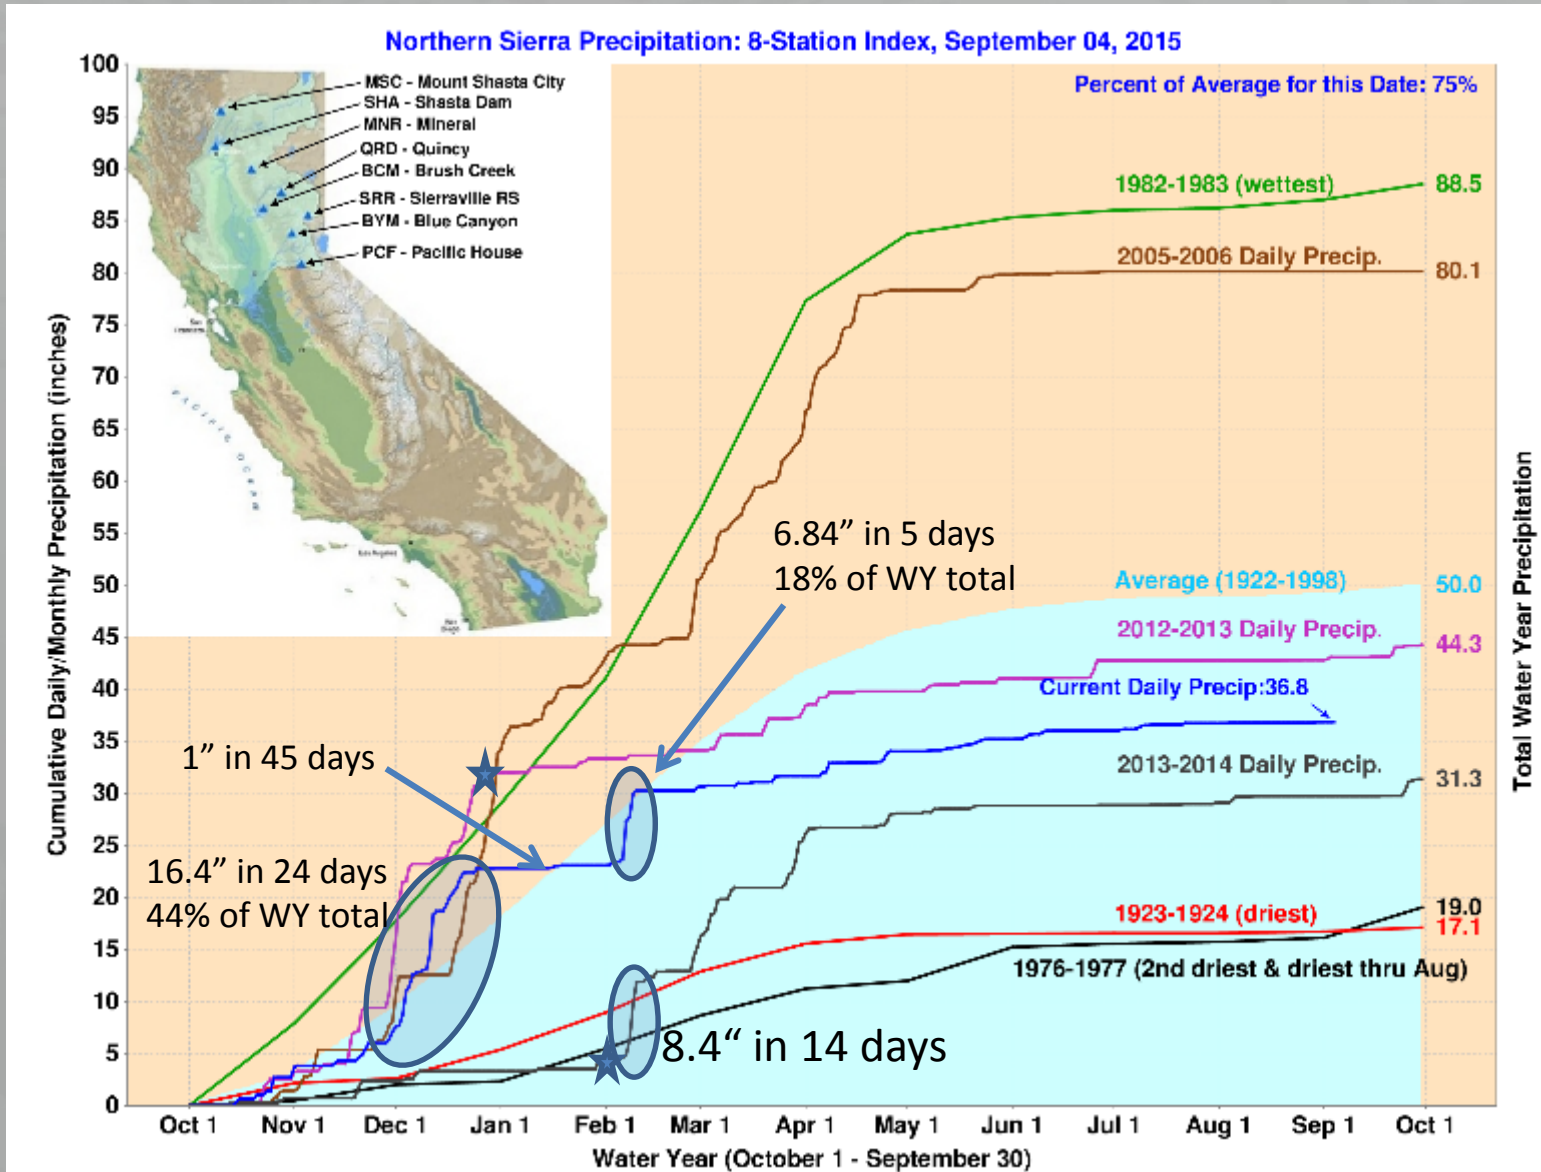 Northern Sierra Precipitation: 8-Station Index, September 04, 2015
Percent of Average for this Date: 75%
MSC - Mount Shasta City
SHA - Shasta Dam
MNR - Mineral
QRD - Quincy
BCM - Brush Creek
SRR - Sierraville RS
BYM - Blue Canyon
PCF - Pacific House
San
Los Angeles
San
Diego
PACIFIC OCEAN
Cumulative Daily/Monthly Precipitation (inches)
100
95
90
85
80
75
70
65
60
55
50
45
40
35
30
25
20
15
10
5
0
1982-1983 (wettest)
88.5
2005-2006 Daily Precip.
80.1
6.84” in 5 days
18% of WY total
Average (1922-1998)
50.0
2012-2013 Daily Precip.
44.3
Current Daily Precip:36.8
1” in 45 days
2013-2014 Daily Precip.
31.3
16.4” in 24 days
44% of WY total
1923-1924 (driest)
19.0
17.1
1976-1977 (2nd driest & driest thru Aug)
8.4“ in 14 days
Total Water Year Precipitation
Oct 1 Nov 1 Dec 1 Jan 1 Feb 1 Mar 1 Apr 1 May 1 Jun 1 Jul 1 Aug 1 Sep 1 Oct 1
Water Year (October 1 - September 30)